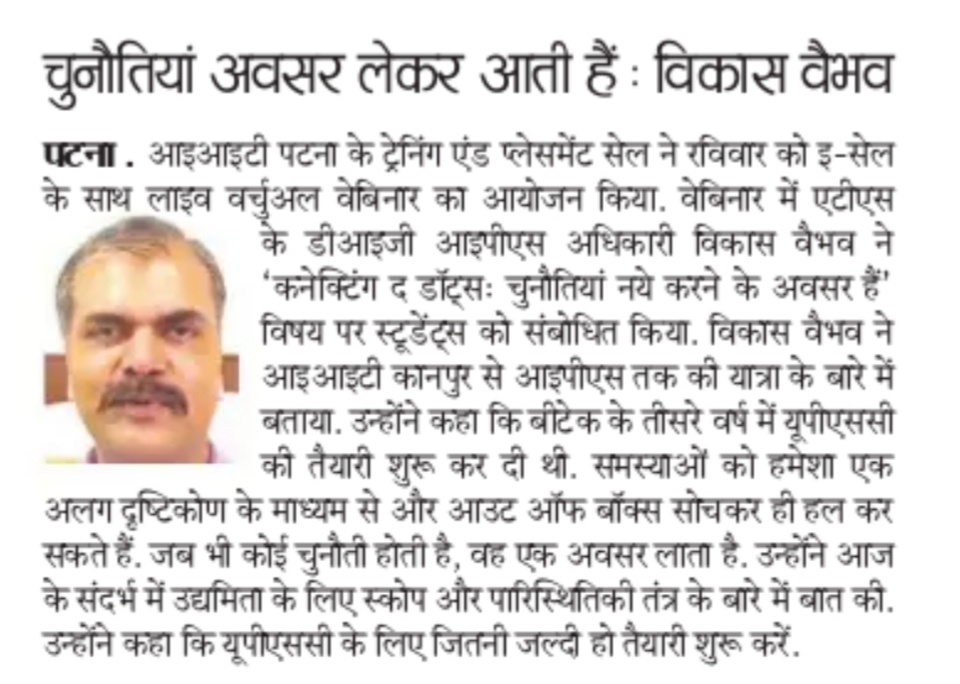 चुनौतियां अवसर लेकर आती हैं : विकास वैभव
पटना . आइआइटी पटना के ट्रेनिंग एंड प्लेसमेंट सेल ने रविवार को इ-सेल
के साथ लाइव वर्चुअल वेबिनार का आयोजन किया. वेबिनार में एटीएस
के डीआइजी आइपीएस अधिकारी विकास वैभव ने
‘कनेक्टिंग द डॉट्सः चुनौतियां नये करने के अवसर हैं’
विषय पर स्टूडेंट्स को संबोधित किया. विकास वैभव ने
आइआइटी कानपुर से आइपीएस तक की यात्रा के बारे में
बताया. उन्होंने कहा कि बीटेक के तीसरे वर्ष में यूपीएससी
की तैयारी शुरू कर दी थी. समस्याओं को हमेशा एक
अलग दृष्टिकोण के माध्यम से और आउट ऑफ बॉक्स सोचकर ही हल कर
सकते हैं. जब भी कोई चुनौती होती है, वह एक अवसर लाता है. उन्होंने आज
के संदर्भ में उद्यमिता के लिए स्कोप और पारिस्थितिकी तंत्र के बारे में बात की.
उन्होंने कहा कि यूपीएससी के लिए जितनी जल्दी हो तैयारी शुरू करें.